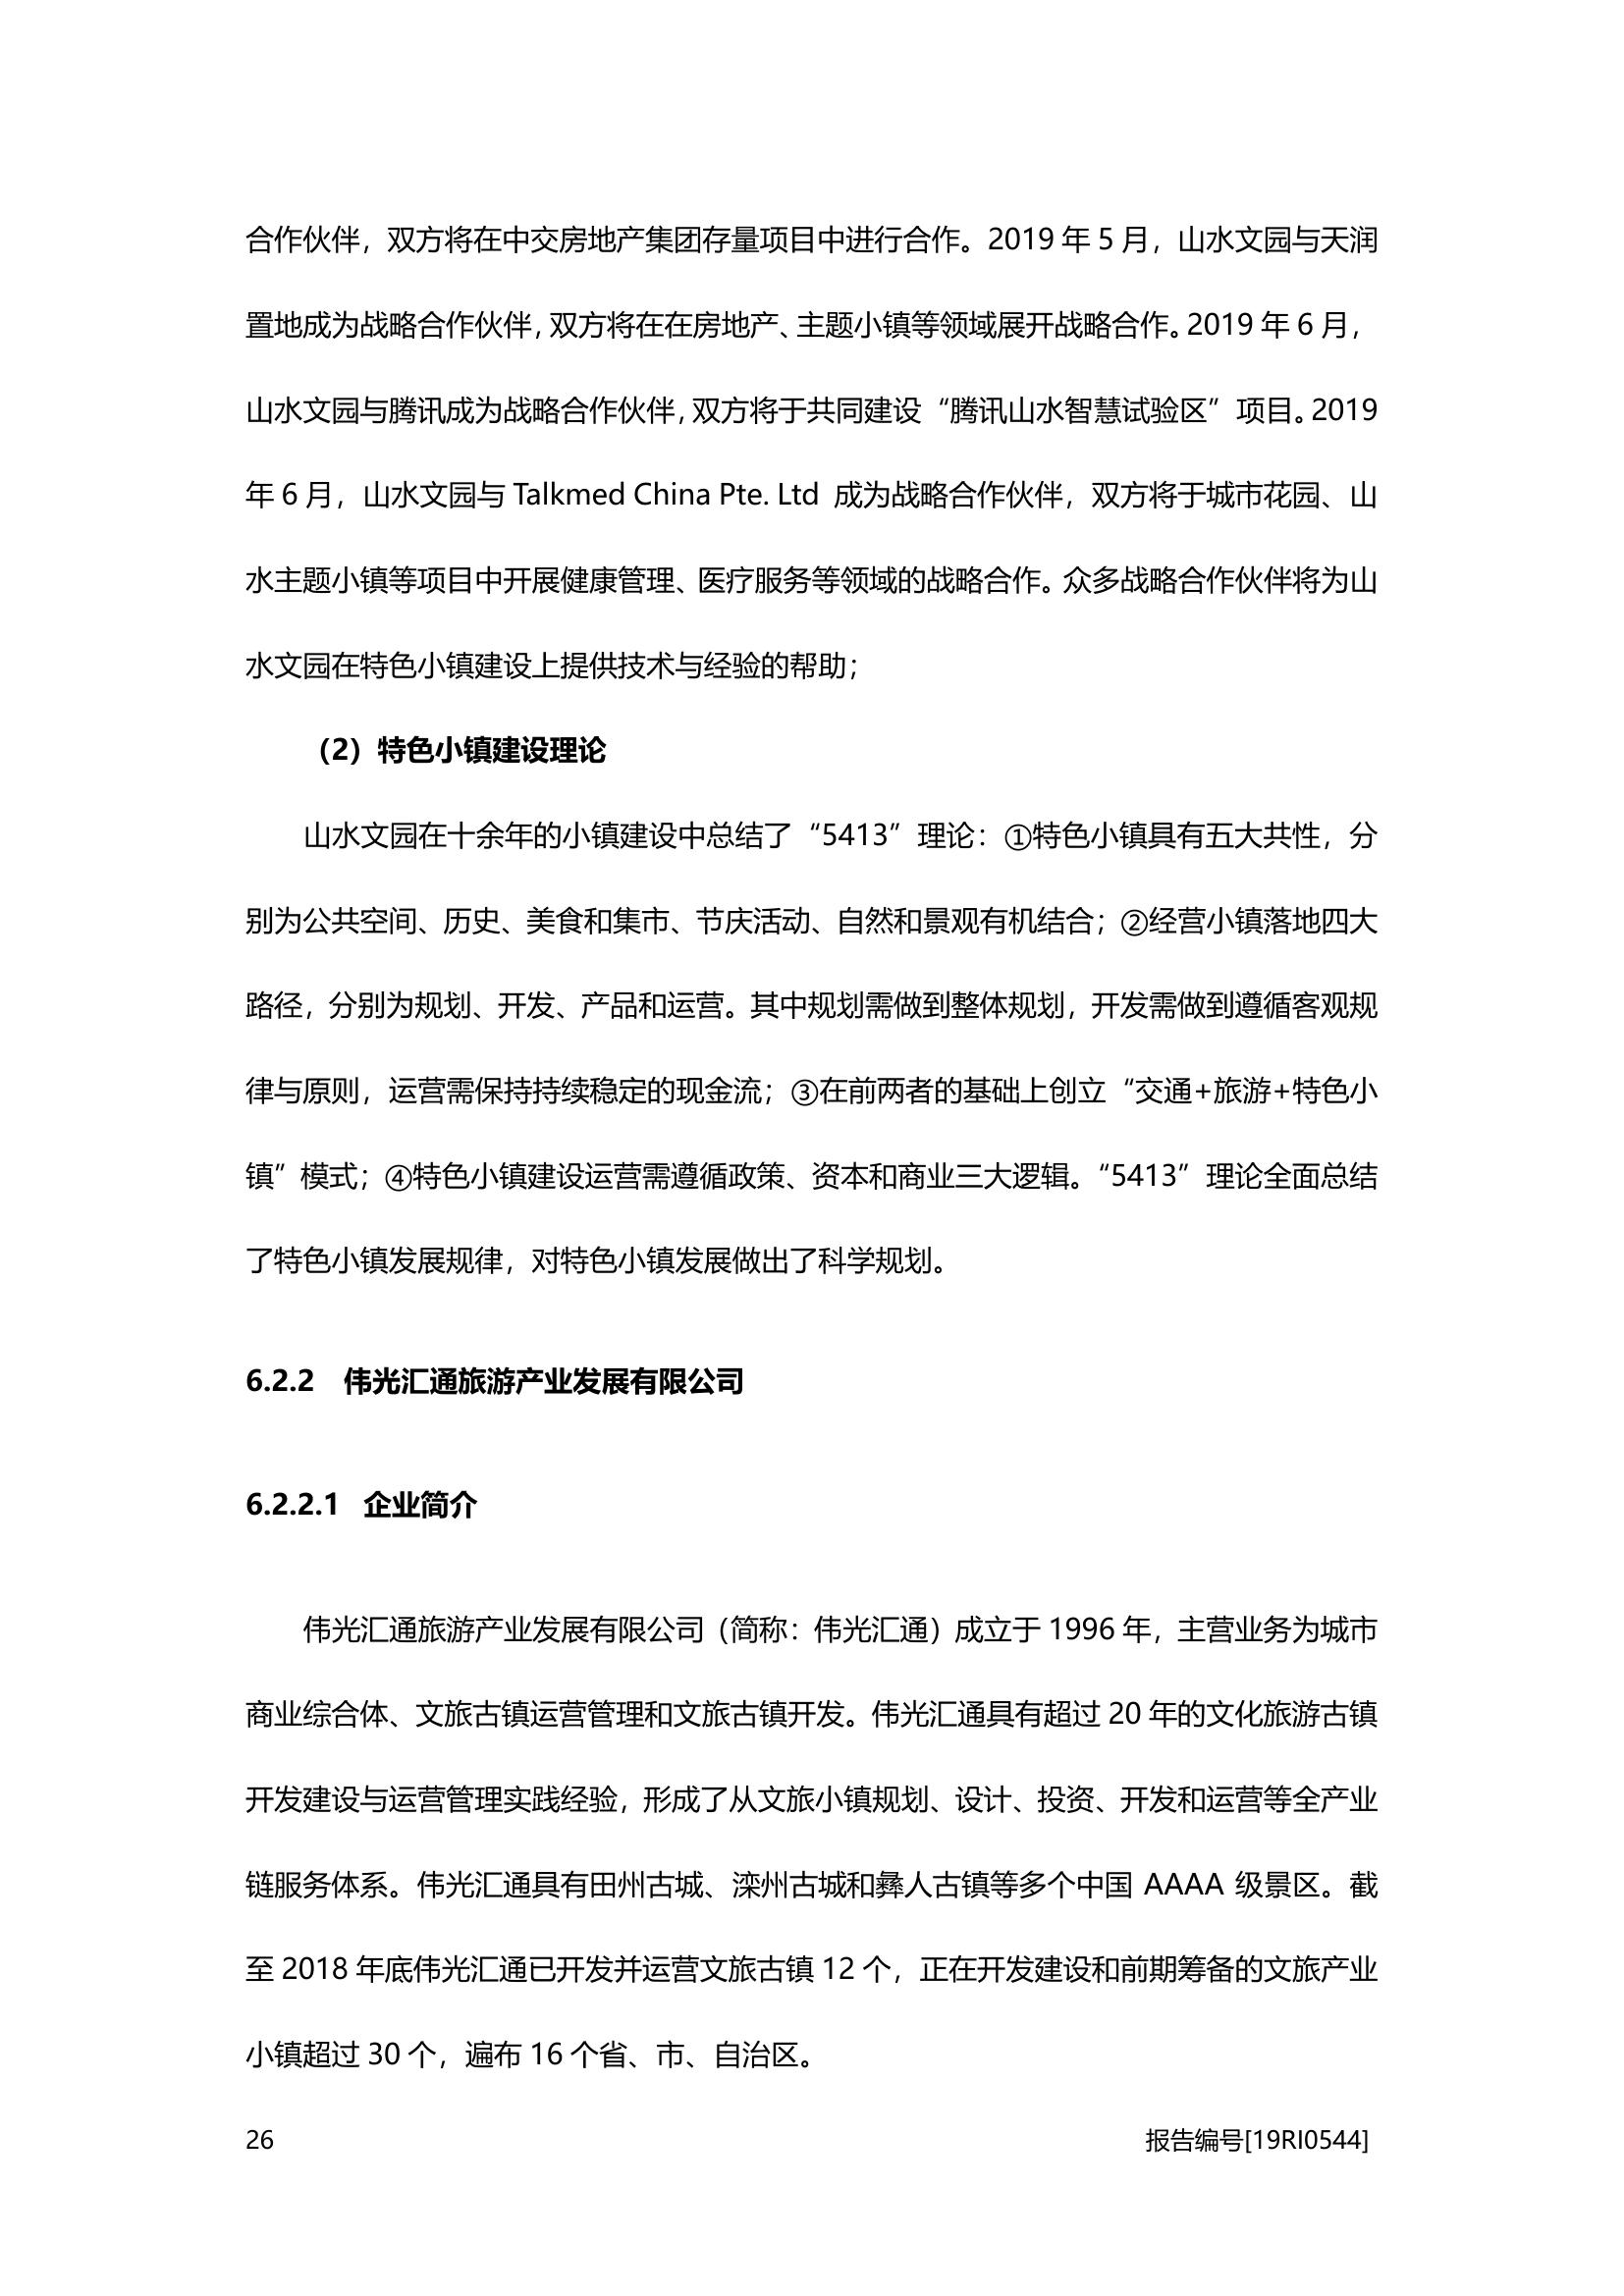 合作伙伴，双方将在中交房地产集团存量项目中进行合作。2019 年 5 月，山水文园与天润
置地成为战略合作伙伴，双方将在在房地产、主题小镇等领域展开战略合作。2019 年 6 月，
山水文园与腾讯成为战略合作伙伴，双方将于共同建设“腾讯山水智慧试验区”项目。2019
年 6 月，山水文园与 Talkmed China Pte. Ltd 成为战略合作伙伴，双方将于城市花园、山
水主题小镇等项目中开展健康管理、医疗服务等领域的战略合作。众多战略合作伙伴将为山
水文园在特色小镇建设上提供技术与经验的帮助；
（2）特色小镇建设理论
山水文园在十余年的小镇建设中总结了“5413”理论：①特色小镇具有五大共性，分
别为公共空间、历史、美食和集市、节庆活动、自然和景观有机结合；②经营小镇落地四大
路径，分别为规划、开发、产品和运营。其中规划需做到整体规划，开发需做到遵循客观规
律与原则，运营需保持持续稳定的现金流；③在前两者的基础上创立“交通+旅游+特色小
镇”模式；④特色小镇建设运营需遵循政策、资本和商业三大逻辑。“5413”理论全面总结
了特色小镇发展规律，对特色小镇发展做出了科学规划。
6.2.2 伟光汇通旅游产业发展有限公司
6.2.2.1 企业简介
伟光汇通旅游产业发展有限公司（简称：伟光汇通）成立于 1996 年，主营业务为城市
商业综合体、文旅古镇运营管理和文旅古镇开发。伟光汇通具有超过 20 年的文化旅游古镇
开发建设与运营管理实践经验，形成了从文旅小镇规划、设计、投资、开发和运营等全产业
链服务体系。伟光汇通具有田州古城、滦州古城和彝人古镇等多个中国 AAAA 级景区。截
至 2018 年底伟光汇通已开发并运营文旅古镇 12 个，正在开发建设和前期筹备的文旅产业
小镇超过 30 个，遍布 16 个省、市、自治区。
26 报告编号[19RI0544]